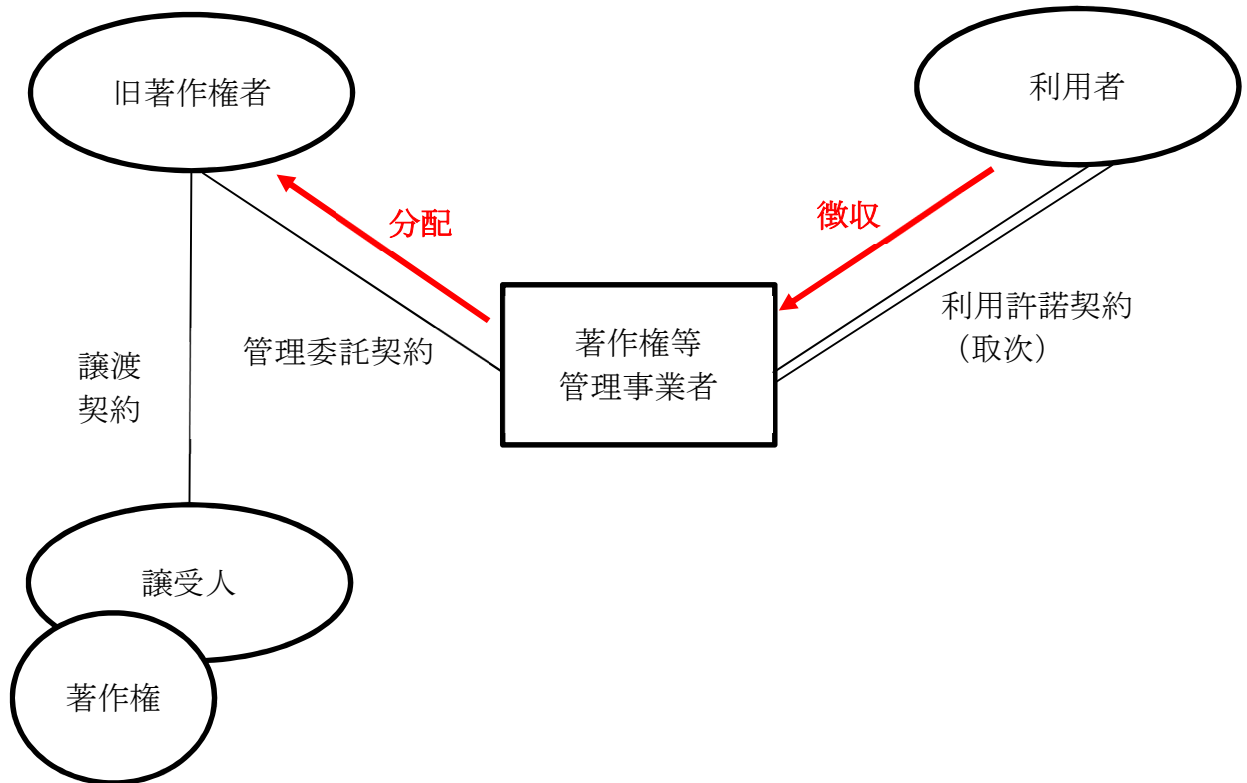 旧著作権者
利用者
分配
徴収
著作権等
管理事業者
利用許諾契約
（取次）
管理委託契約
譲渡
契約
譲受人
著作権